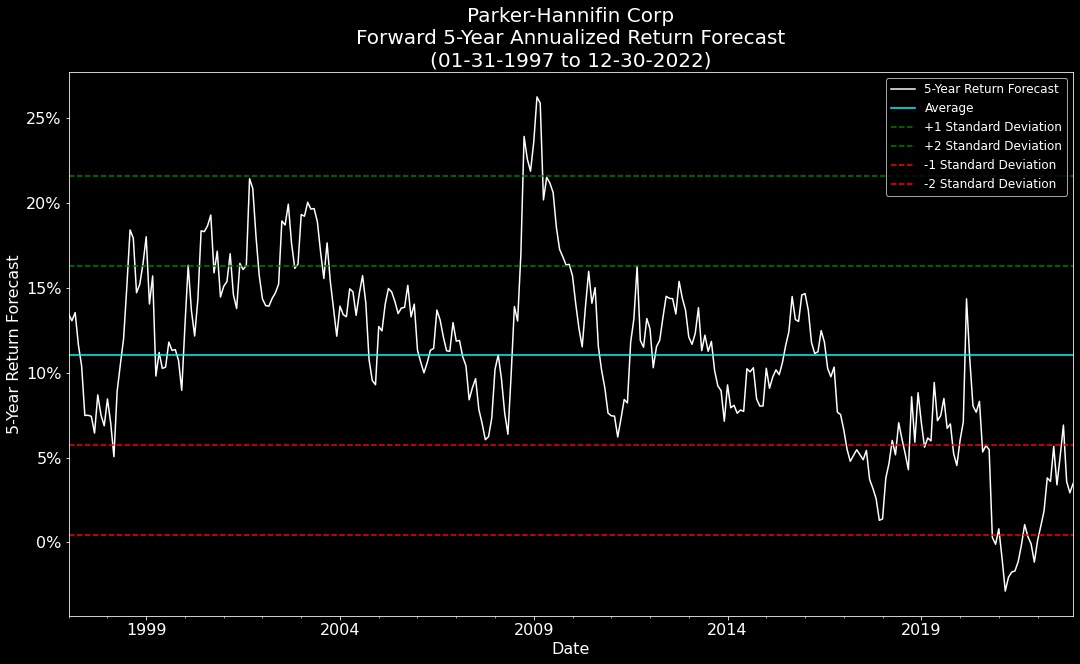 Parker-Hannifin Corp
Forward 5-Year Annualized Return Forecast
(01-31-1997 to 12-30-2022)
5-Year Return Forecast
Average
+1 Standard Deviation
+2 Standard Deviation
-1 Standard Deviation
-2 Standard Deviation
5-Year Return Forecast
25%
20%
15%
10%
5%
0%
1999 2004 2009 2014 2019
Date